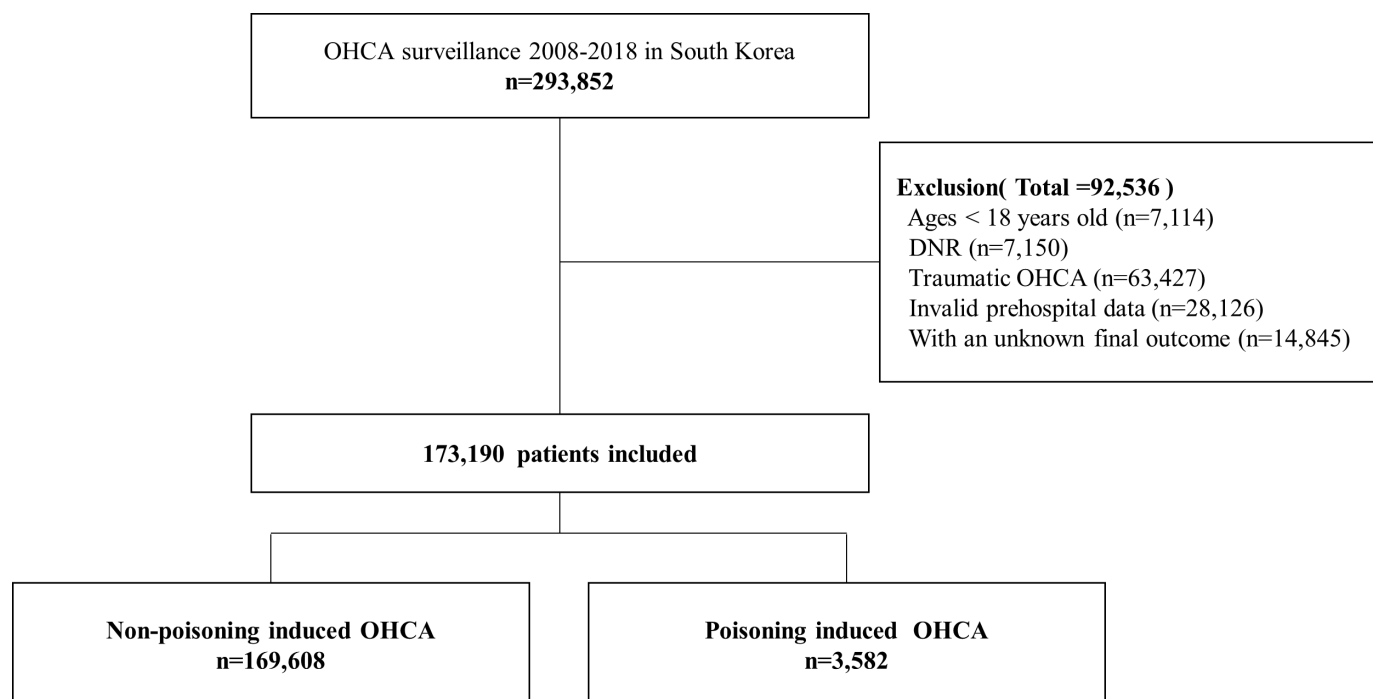 OHCA surveillance 2008-2018 in South Korea
n=293,852
Exclusion( Total =92,536 )
Ages < 18 years old (n=7,114)
DNR (n=7,150)
Traumatic OHCA (n=63,427)
Invalid prehospital data (n=28,126)
With an unknown final outcome (n=14,845)
173,190 patients included
Non-poisoning induced OHCA
n=169,608
Poisoning induced OHCA
n=3,582